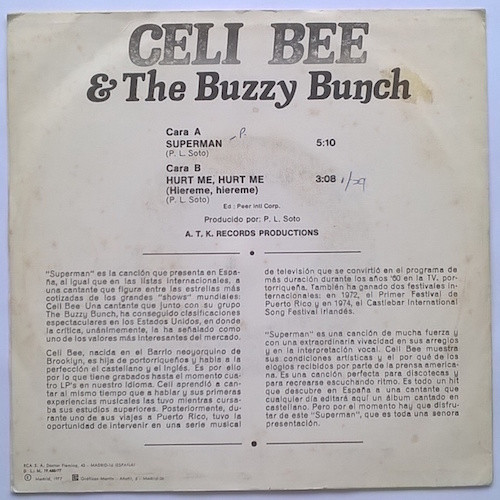 CELI BEE
& The Buzzy Bunch
Cara A
SUPERMAN 5:10
(P. L. Soto)
Cara B
HURT ME, HURT ME 3:08 1/29
(Hiereme, hiereme)
(P. L. Soto)
Ed : Peer Intl Corp.
Producido por: P. L. Soto
A. T. K. RECORDS PRODUCTIONS
"Superman" es la canción que presenta en Espa-
ña, al igual que en las listas internacionales, a
una cantante que figura entre las estrellas más
cotizadas de los grandes "shows" mundiales:
Celi Bee Una cantante que junto con su grupo
The Buzzy Bunch, ha conseguido clasificaciones
espectaculares en los Estados Unidos, en donde
la crítica, unánimemente, la ha señalado como
uno de los valores más interesantes del mercado.
Celi Bee, nacida en el Barrio neoyorquino de
Brooklyn, es hija de portorriqueños y habla a la
perfección el castellano y el inglés. Es por ello
por lo que tiene grabados hasta el momento cua-
tro LP's en nuestro idioma. Celi aprendió a can-
tar al mismo tiempo que a hablar y sus primeras
experiencias musicales las tuvo mientras cursa-
ba sus estudios superiores. Posteriormente, du-
rante uno de sus viajes a Puerto Rico, tuvo la
oportunidad de intervenir en una serie musical
de televisión que se convirtió en el programa de
más duración durante los años '60 en la TV, por-
torriqueña. También ha ganado dos festivales in-
ternacionales: en 1972, el Primer Festival de
Puerto Rico y en 1974, el Castlebar International
Song Festival Irlandés.
"Superman" es una canción de mucha fuerza y
con una extraordinaria vivacidad en sus arreglos
y en la interpretación vocal. Celi Bee muestra
sus condiciones artísticas y el por qué de los
elogios recibidos por parte de la prensa america-
na. Es una canción perfecta para discotecas y
para recrearse escuchando ritmo. Es todo un hit
que descubre en España a una cantante que
cualquier día editará aquí un álbum cantado en
castellano. Pero por el momento hay que disfru-
tar de este "Superman", que es toda una señora
presentación.
RCA S. A. Doctor Fleming, 43 - MADRID-16 (ESPAÑA)
Madrid, 1977